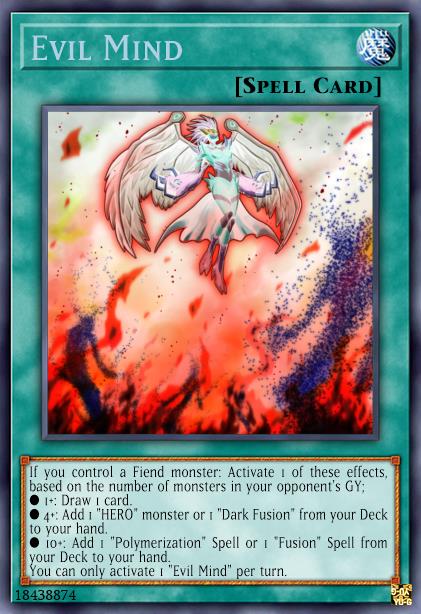 Evil Mind
魔
[Spell Card]
If you control a Fiend monster: Activate 1 of these effects,
based on the number of monsters in your opponent's GY;
● 1+: Draw 1 card.
● 4+: Add 1 "HERO" monster or 1 "Dark Fusion" from your Deck
to your hand.
● 10+: Add 1 "Polymerization" Spell or 1 "Fusion" Spell from
your Deck to your hand.
You can only activate 1 "Evil Mind" per turn.
18438874